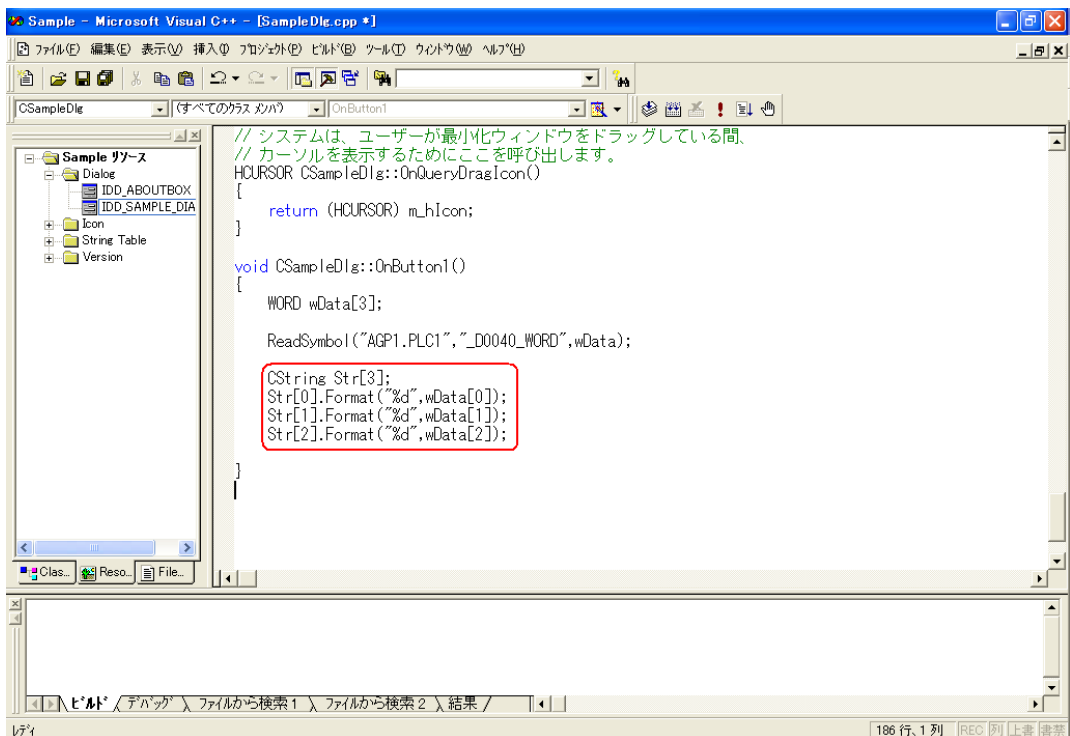 Sample - Microsoft Visual C++ - [SampleDlg.cpp *]
ﾌｧｲﾙ(F) 編集(E) 表示(V) 挿入(I) ﾌﾟﾛｼﾞｪｸﾄ(P) ﾋﾞﾙﾄﾞ(B) ﾂｰﾙ(T) ｳｨﾝﾄﾞｳ(W) ﾍﾙﾌﾟ(H)
CSampleDlg (すべてのｸﾗｽ ﾒﾝﾊﾞ) OnButton1
Sample ﾘｿｰｽ
Dialog
IDD_ABOUTBOX
IDD_SAMPLE_DIA
Icon
String Table
Version
Clas... Reso... File...
// システムは、ユーザーが最小化ウィンドウをドラッグしている間、
// カーソルを表示するためにここを呼び出します。
HCURSOR CSampleDlg::OnQueryDragIcon()
{
return (HCURSOR) m_hIcon;
}
void CSampleDlg::OnButton1()
{
WORD wData[3];
ReadSymbol("AGP1.PLC1","_D0040_WORD",wData);
CString Str[3];
Str[0].Format("%d",wData[0]);
Str[1].Format("%d",wData[1]);
Str[2].Format("%d",wData[2]);
}
ﾋﾞﾙﾄﾞ ﾃﾞﾊﾞｯｸﾞ ﾌｧｲﾙから検索 1 ﾌｧｲﾙから検索 2 結果
ﾚﾃﾞｨ 186 行、1 列 REC 列 上書 書禁